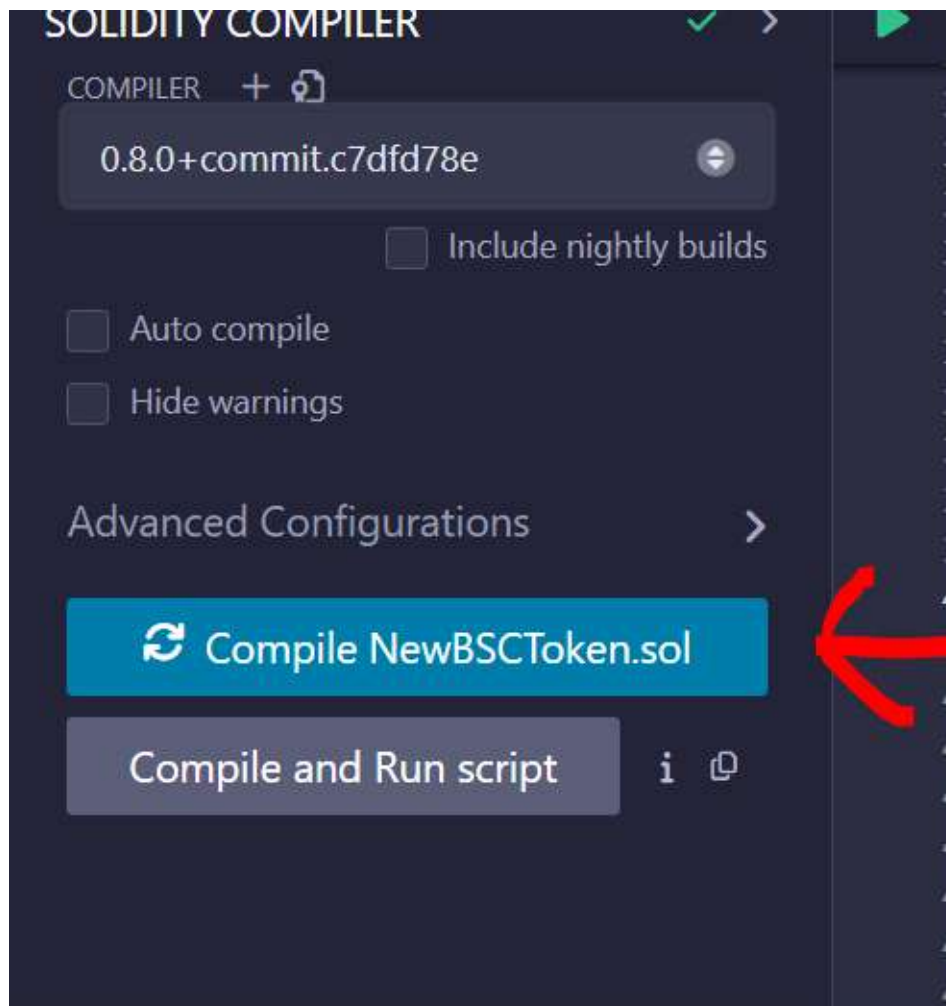 SOLIDITY COMPILER
COMPILER
0.8.0+commit.c7dfd78e
Include nightly builds
Auto compile
Hide warnings
Advanced Configurations
Compile NewBSCToken.sol
Compile and Run script